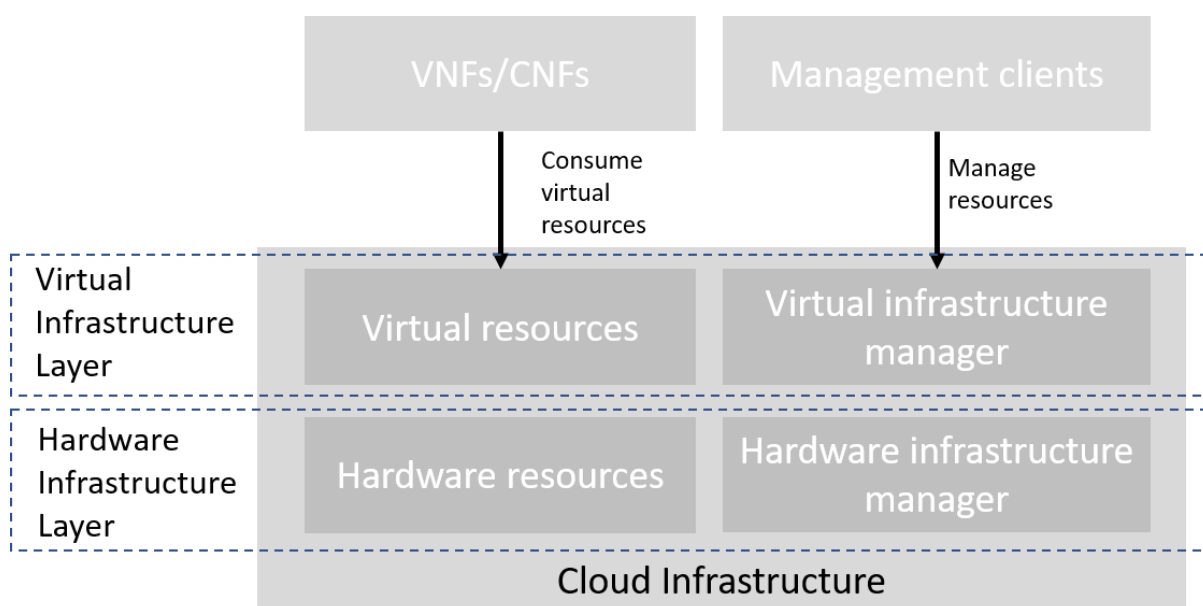 VNFs/CNFs
Management clients
Consume
virtual
resources
Manage
resources
Virtual
Infrastructure
Layer
Virtual resources
Virtual infrastructure
manager
Hardware
Infrastructure
Layer
Hardware resources
Hardware infrastructure
manager
Cloud Infrastructure